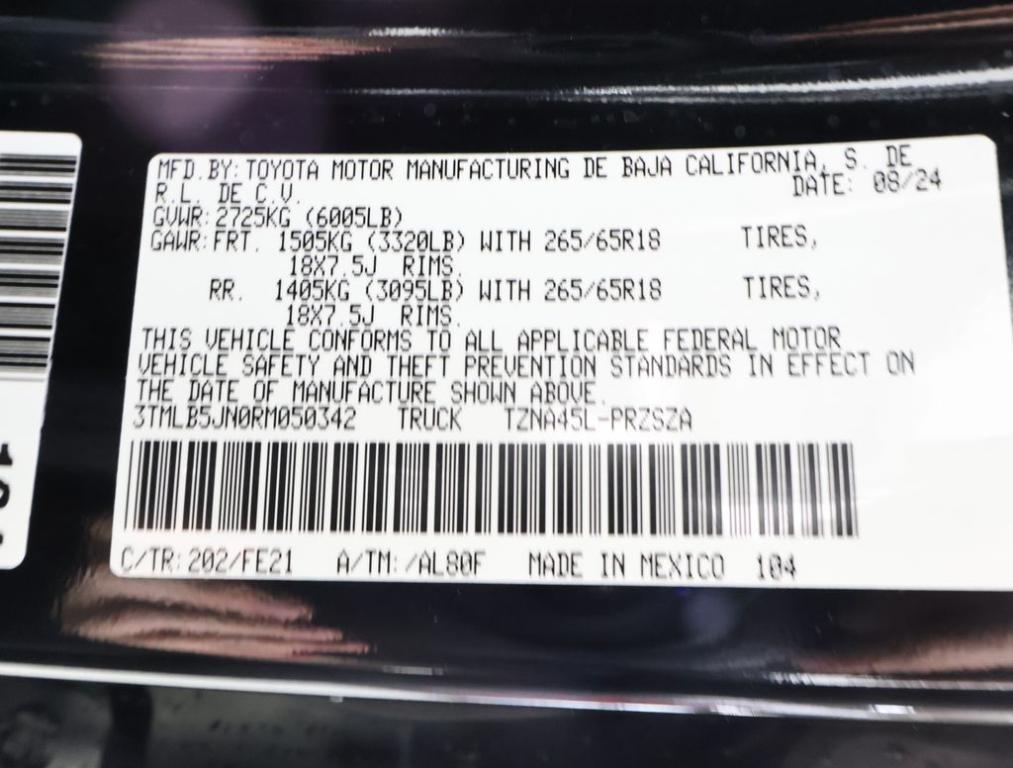 MFD.BY: TOYOTA MOTOR MANUFACTURING DE BAJA CALIFORNIA, S. DE
R.L. DE C.V. DATE: 08/24
GVWR: 2725KG (6005LB)
GAWR: FRT. 1505KG (3320LB) WITH 265/65R18 TIRES,
18X7.5J RIMS.
RR. 1405KG (3095LB) WITH 265/65R18 TIRES,
18X7.5J RIMS.
THIS VEHICLE CONFORMS TO ALL APPLICABLE FEDERAL MOTOR
VEHICLE SAFETY AND THEFT PREVENTION STANDARDS IN EFFECT ON
THE DATE OF MANUFACTURE SHOWN ABOVE.
3TMLB5JN0RM050342 TRUCK TZNA45L-PRZSZA
C/TR: 202/FE21 A/TM: /AL80F MADE IN MEXICO 104